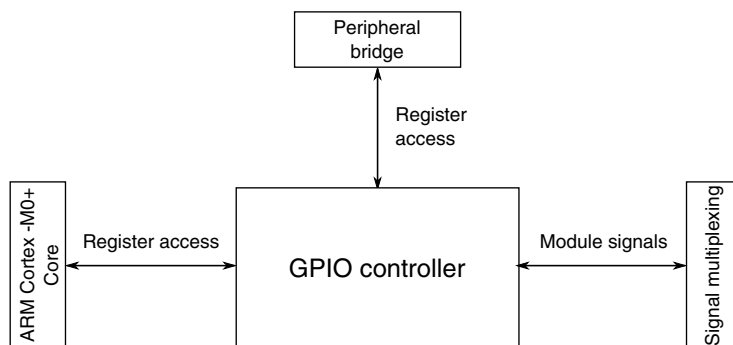 Peripheral
bridge
Register
access
ARM Cortex -M0+
Core
Register access
GPIO controller
Module signals
Signal multiplexing